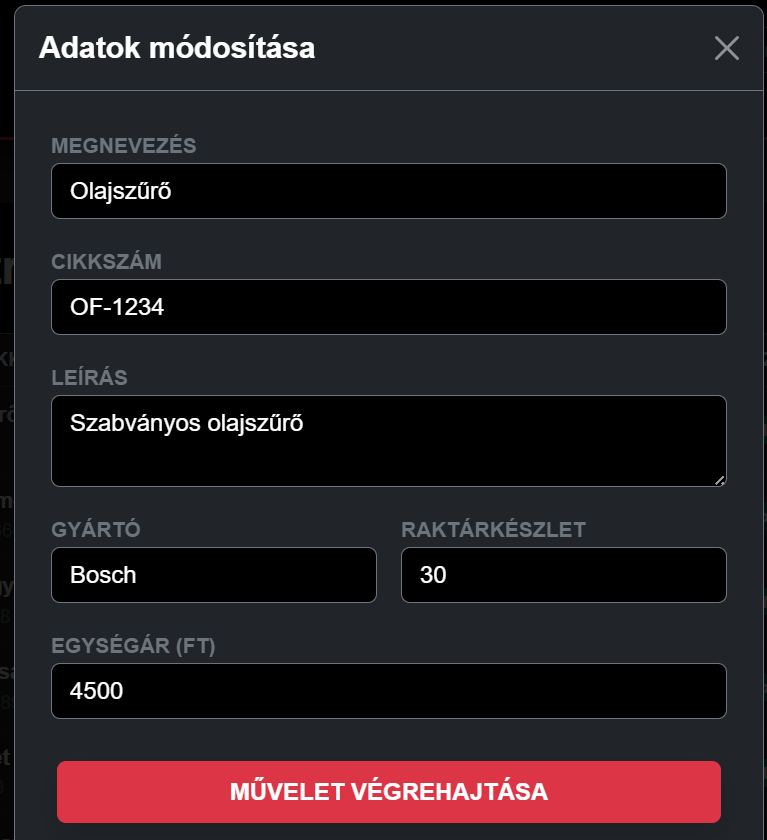 Adatok módosítása
MEGNEVEZÉS
Olajszűrő
CIKKSZÁM
OF-1234
LEÍRÁS
Szabványos olajszűrő
GYÁRTÓ
RAKTÁRKÉSZLET
Bosch
30
EGYSÉGÁR (FT)
4500
MŰVELET VÉGREHAJTÁSA